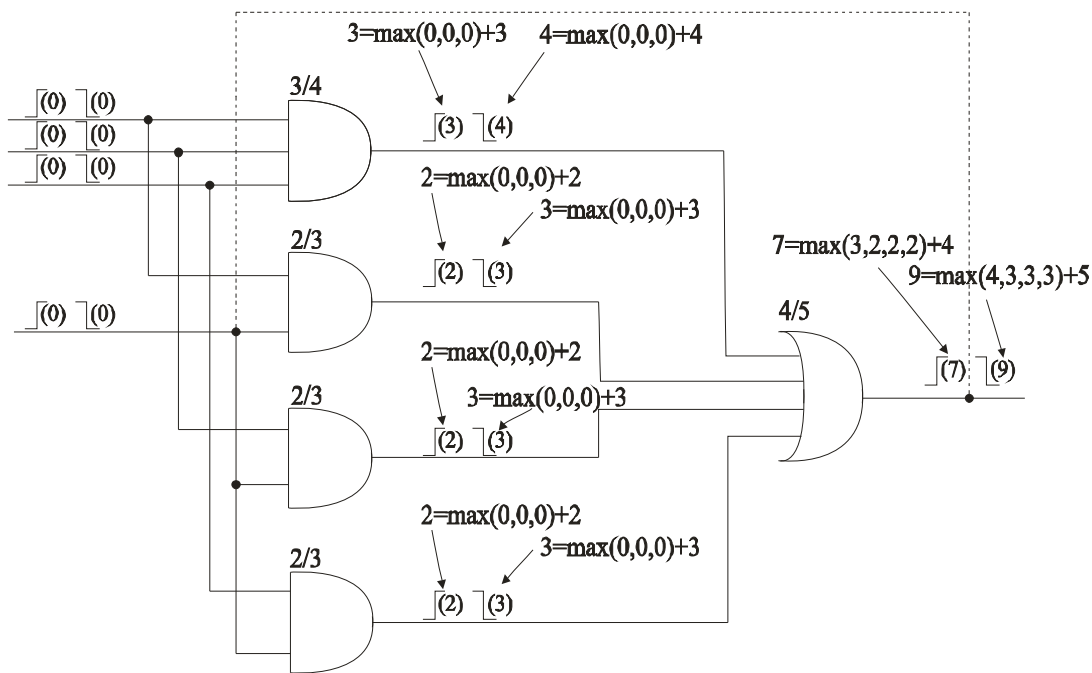 3=max(0,0,0)+3 4=max(0,0,0)+4
3/4
(0) (0)
(3) (4)
(0) (0)
(0) (0)
2=max(0,0,0)+2
3=max(0,0,0)+3
2/3
(2) (3)
7=max(3,2,2,2)+4
9=max(4,3,3,3)+5
(0) (0)
4/5
2=max(0,0,0)+2
(7) (9)
2/3
3=max(0,0,0)+3
(2) (3)
2=max(0,0,0)+2
3=max(0,0,0)+3
2/3
(2) (3)